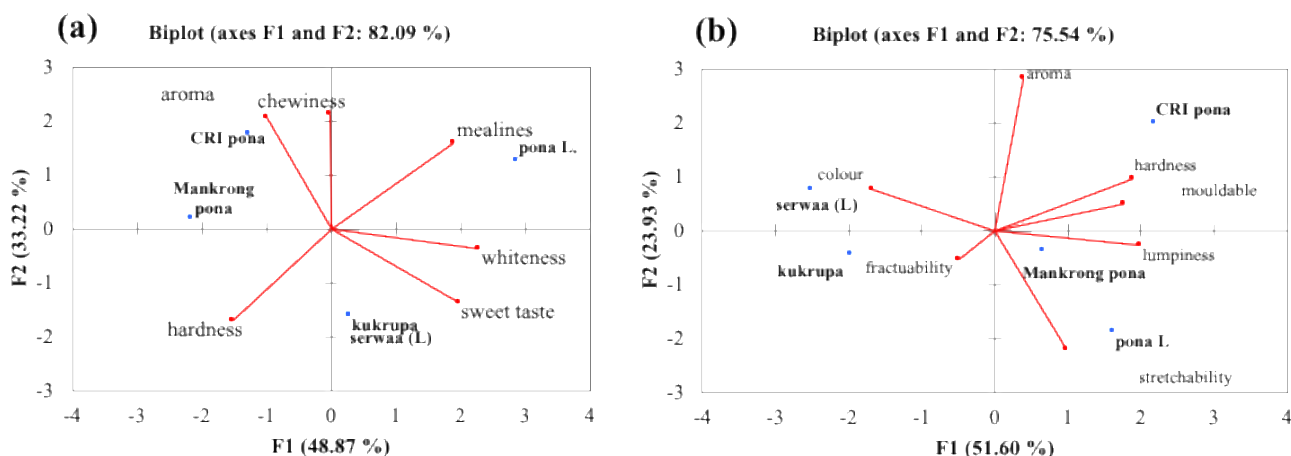 (a)
Biplot (axes F1 and F2: 82.09 %)
3
2
1
0
-1
-2
-3
F2 (33.22 %)
aroma
chewiness
CRI pona
mealines
pona L.
Mankrong
pona
whiteness
sweet taste
hardness
kukrupa
serwaa (L)
-4
-3
-2
-1
0
1
2
3
4
F1 (48.87 %)
(b)
Biplot (axes F1 and F2: 75.54 %)
3
2
1
0
-1
-2
-3
F2 (23.93 %)
aroma
CRI pona
colour
hardness
mouldable
serwaa (L)
kukrupa
fractuability
lumpiness
Mankrong pona
pona L
stretchability
-4
-3
-2
-1
0
1
2
3
4
F1 (51.60 %)